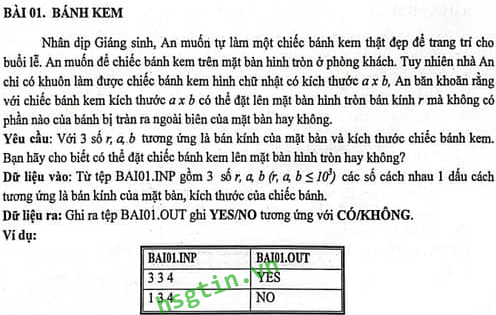 BÀI 01. BÁNH KEM
Nhân dịp Giáng sinh, An muốn tự làm một chiếc bánh kem thật đẹp để trang trí cho
buổi lễ. An muốn để chiếc bánh kem trên mặt bàn hình tròn ở phòng khách. Tuy nhiên nhà An
chỉ có khuôn làm được chiếc bánh kem hình chữ nhật có kích thước a x b, An băn khoăn rằng
với chiếc bánh kem kích thước a x b có thể đặt lên mặt bàn hình tròn bán kính r mà không có
phần nào của bánh bị tràn ra ngoài biên của mặt bàn hay không.
Yêu cầu: Với 3 số r, a, b tương ứng là bán kính của mặt bàn và kích thước chiếc bánh kem.
Bạn hãy cho biết có thể đặt chiếc bánh kem lên mặt bàn hình tròn hay không?
Dữ liệu vào: Từ tệp BAI01.INP gồm 3 số r, a, b (r, a, b ≤ 10³) các số cách nhau 1 dấu cách
tương ứng là bán kính của mặt bàn, kích thước của chiếc bánh.
Dữ liệu ra: Ghi ra tệp BAI01.OUT ghi YES/NO tương ứng với CÓ/KHÔNG.
Ví dụ:
BAI01.INP BAI01.OUT
3 3 4 YES
1 3 4 NO
hsgtin.vn